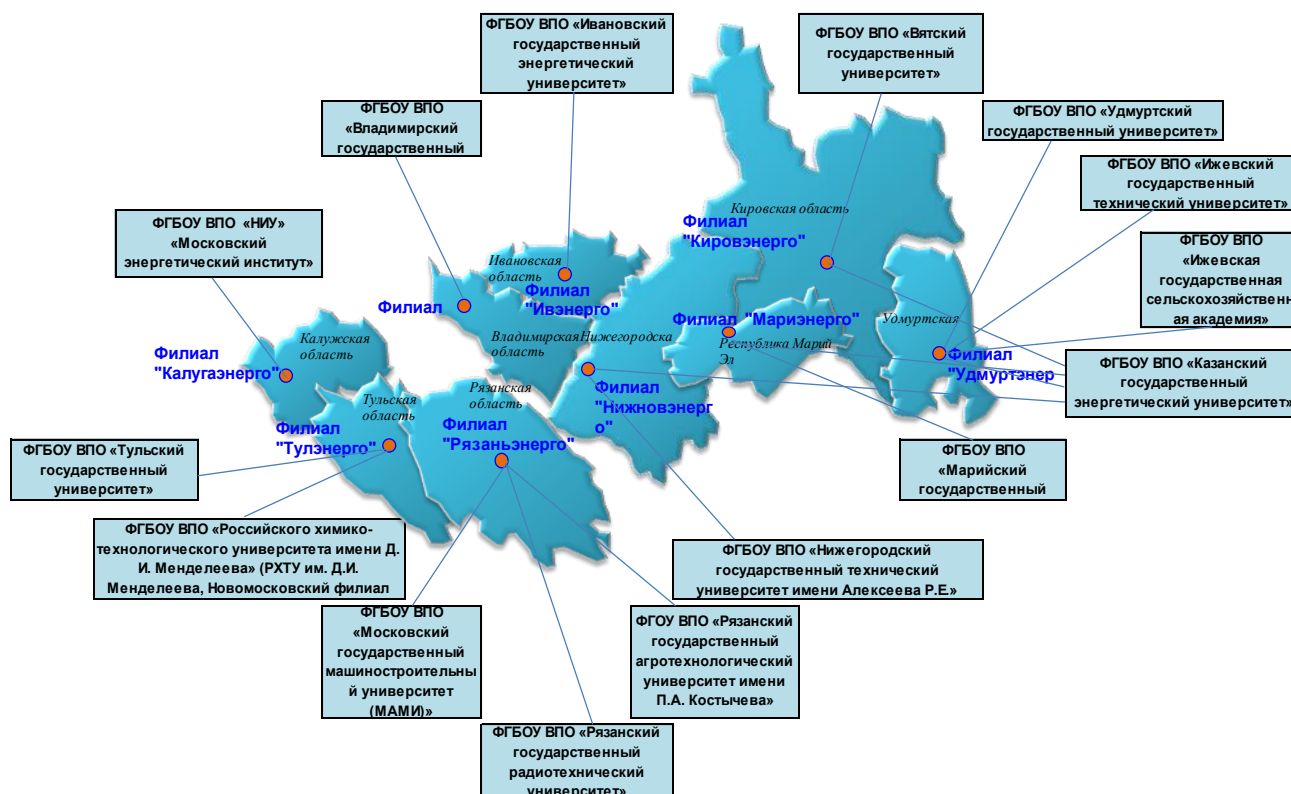 ФГБОУ ВПО «Ивановский
государственный
энергетический
университет»
ФГБОУ ВПО «Вятский
государственный
университет»
ФГБОУ ВПО
«Владимирский
государственный
ФГБОУ ВПО «Удмуртский
государственный университет»
ФГБОУ ВПО «Ижевский
государственный
технический университет»
ФГБОУ ВПО «НИУ»
«Московский
энергетический институт»
ФГБОУ ВПО
«Ижевская
государственная
сельскохозяйственн
ая академия»
Кировская область
Филиал
"Кировэнерго"
Ивановская
область
Филиал
"Ивэнерго"
Филиал
Владимирская
область
Нижегородска
Филиал "Мариэнерго"
Республика Марий
Эл
Удмуртская
Филиал
"Удмуртэнер
Калужская
область
Филиал
"Калугаэнерго"
Филиал
"Нижновэнерг
о"
ФГБОУ ВПО «Казанский
государственный
энергетический университет»
Тульская
область
Филиал
"Тулэнерго"
Рязанская
область
Филиал
"Рязаньэнерго"
ФГБОУ ВПО «Тульский
государственный
университет»
ФГБОУ ВПО
«Марийский
государственный
ФГБОУ ВПО «Российского химико-
технологического университета имени Д.
И. Менделеева» (РХТУ им. Д.И.
Менделеева, Новомосковский филиал
ФГБОУ ВПО «Нижегородский
государственный технический
университет имени Алексеева Р.Е.»
ФГБОУ ВПО
«Московский
государственный
машиностроительны
й университет
(МАМИ)»
ФГОУ ВПО «Рязанский
государственный
агротехнологический
университет имени
П.А. Костычева»
ФГБОУ ВПО «Рязанский
государственный
радиотехнический
университет»